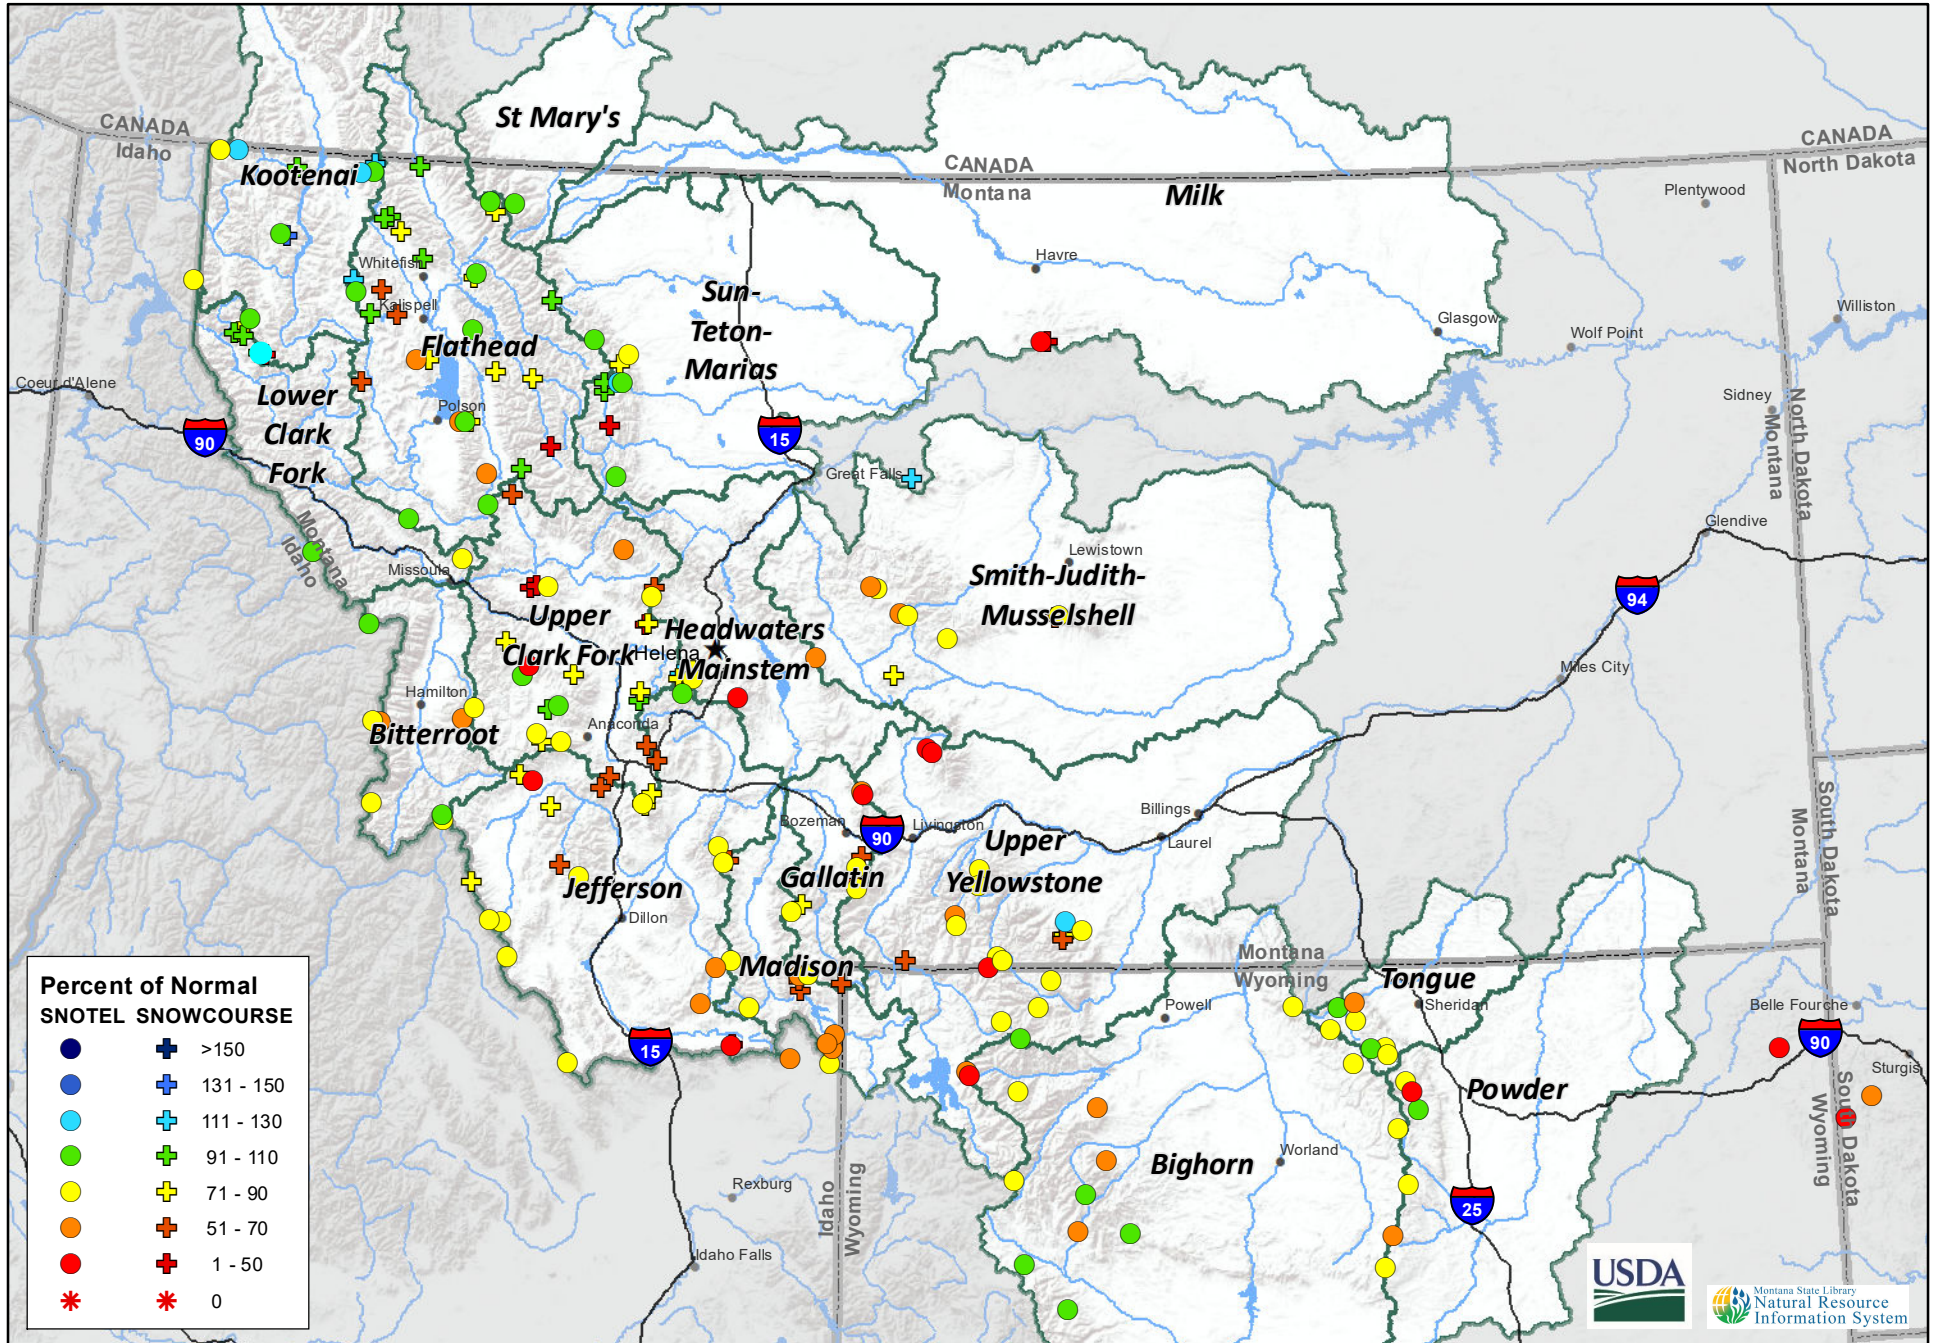 CANADA
Idaho
St Mary's
CANADA
Montana
Milk
CANADA
North Dakota
Plentywood
Kootenai
Whitefish
Kalispell
Havre
Sun-
Teton-
Marias
Glasgow
Wolf Point
Williston
Flathead
Coeur d'Alene
Lower
Clark
Fork
Polson
90
15
Sidney
North Dakota
Montana
Great Falls
Glendive
Montana
Idaho
Missoula
Lewistown
Smith-Judith-
Musselshell
94
Upper
Clark Fork
Headwaters
Mainstem
Helena
Miles City
Hamilton
Bitterroot
Anaconda
Bozeman
90
Livingston
Billings
Laurel
South Dakota
Montana
Upper
Yellowstone
Gallatin
Jefferson
Dillon
Madison
Montana
Wyoming
Tongue
Sheridan
Powell
Belle Fourche
90
Sturgis
15
Powder
South Dakota
Wyoming
Bighorn
Worland
25
Rexburg
Idaho
Wyoming
Idaho Falls
Percent of Normal
SNOTEL SNOWCOURSE
>150
131 - 150
111 - 130
91 - 110
71 - 90
51 - 70
1 - 50
0
USDA
Montana State Library
Natural Resource
Information System